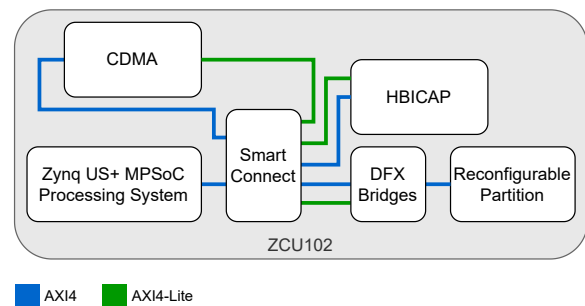 CDMA
HBICAP
Zynq US+ MPSoC
Processing System
Smart
Connect
DFX
Bridges
Reconfigurable
Partition
ZCU102
AXI4
AXI4-Lite